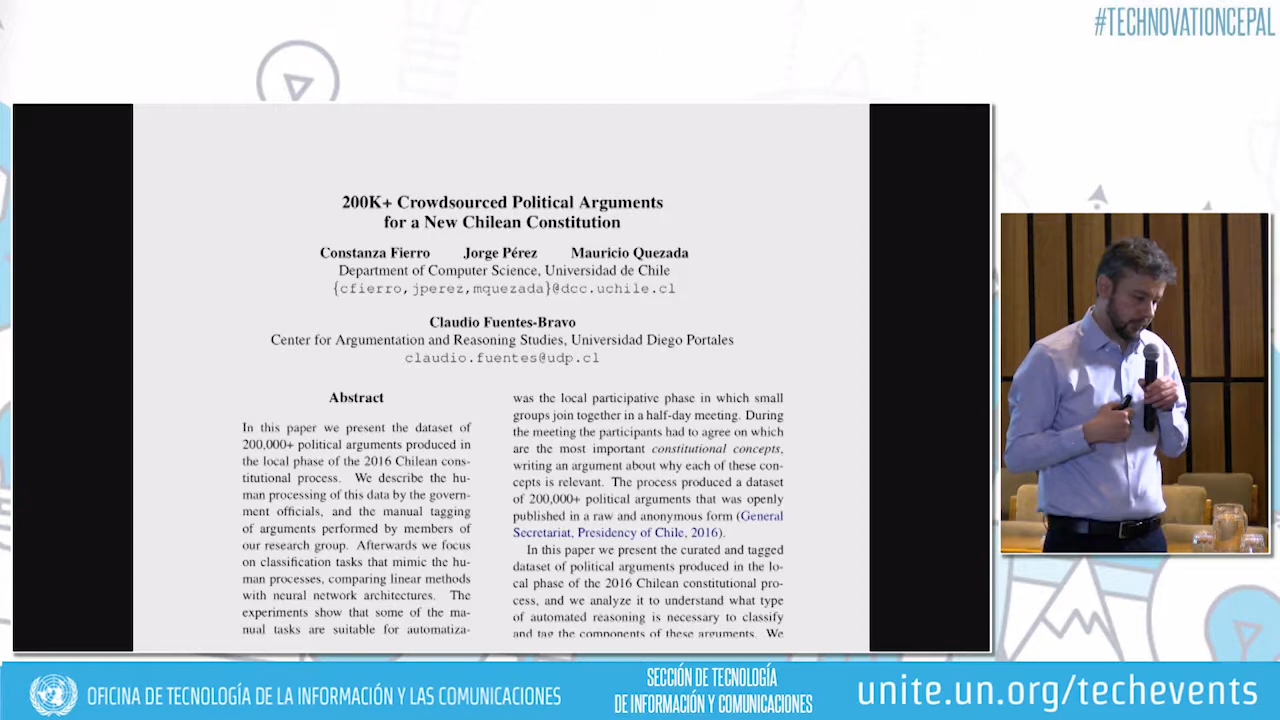 #TECHNOVATIONCEPAL
200K+ Crowdsourced Political Arguments
for a New Chilean Constitution
Constanza Fierro Jorge Pérez Mauricio Quezada
Department of Computer Science, Universidad de Chile
{cfierro,jperez,mquezada}@dcc.uchile.cl
Claudio Fuentes-Bravo
Center for Argumentation and Reasoning Studies, Universidad Diego Portales
claudio.fuentes@udp.cl
Abstract
In this paper we present the dataset of
200,000+ political arguments produced in
the local phase of the 2016 Chilean cons-
titutional process. We describe the hu-
man processing of this data by the govern-
ment officials, and the manual tagging
of arguments performed by members of
our research group. Afterwards we focus
on classification tasks that mimic the hu-
man processes, comparing linear methods
with neural network architectures. The
experiments show that some of the ma-
nual tasks are suitable for automatiza-
was the local participative phase in which small
groups join together in a half-day meeting. During
the meeting the participants had to agree on which
are the most important constitutional concepts,
writing an argument about why each of these con-
cepts is relevant. The process produced a dataset
of 200,000+ political arguments that was openly
published in a raw and anonymous form (General
Secretariat, Presidency of Chile, 2016).
In this paper we present the curated and tagged
dataset of political arguments produced in the lo-
cal phase of the 2016 Chilean constitutional pro-
cess, and we analyze it to understand what type
of automated reasoning is necessary to classify
and tag the components of these arguments. We
OFICINA DE TECNOLOGÍA DE LA INFORMACIÓN Y LAS COMUNICACIONES
SECCIÓN DE TECNOLOGÍA
DE INFORMACIÓN Y COMUNICACIONES
unite.un.org/techevents